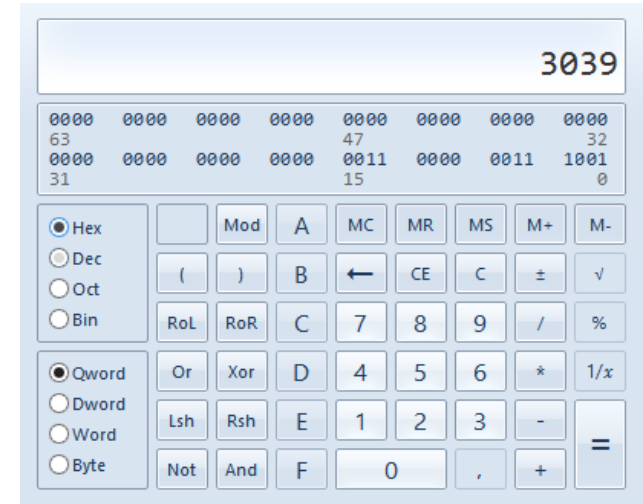 3039
0000 0000 0000 0000 0000 0000 0000 0000
63 47 32
0000 0000 0000 0000 0011 0000 0011 1001
31 15 0
Hex Mod A MC MR MS M+ M-
Dec
Oct ( ) B ← CE C ± √
Bin RoL RoR C 7 8 9 / %
Qword Or Xor D 4 5 6 * 1/x
Dword
Word Lsh Rsh E 1 2 3 - =
Byte Not And F 0 , +